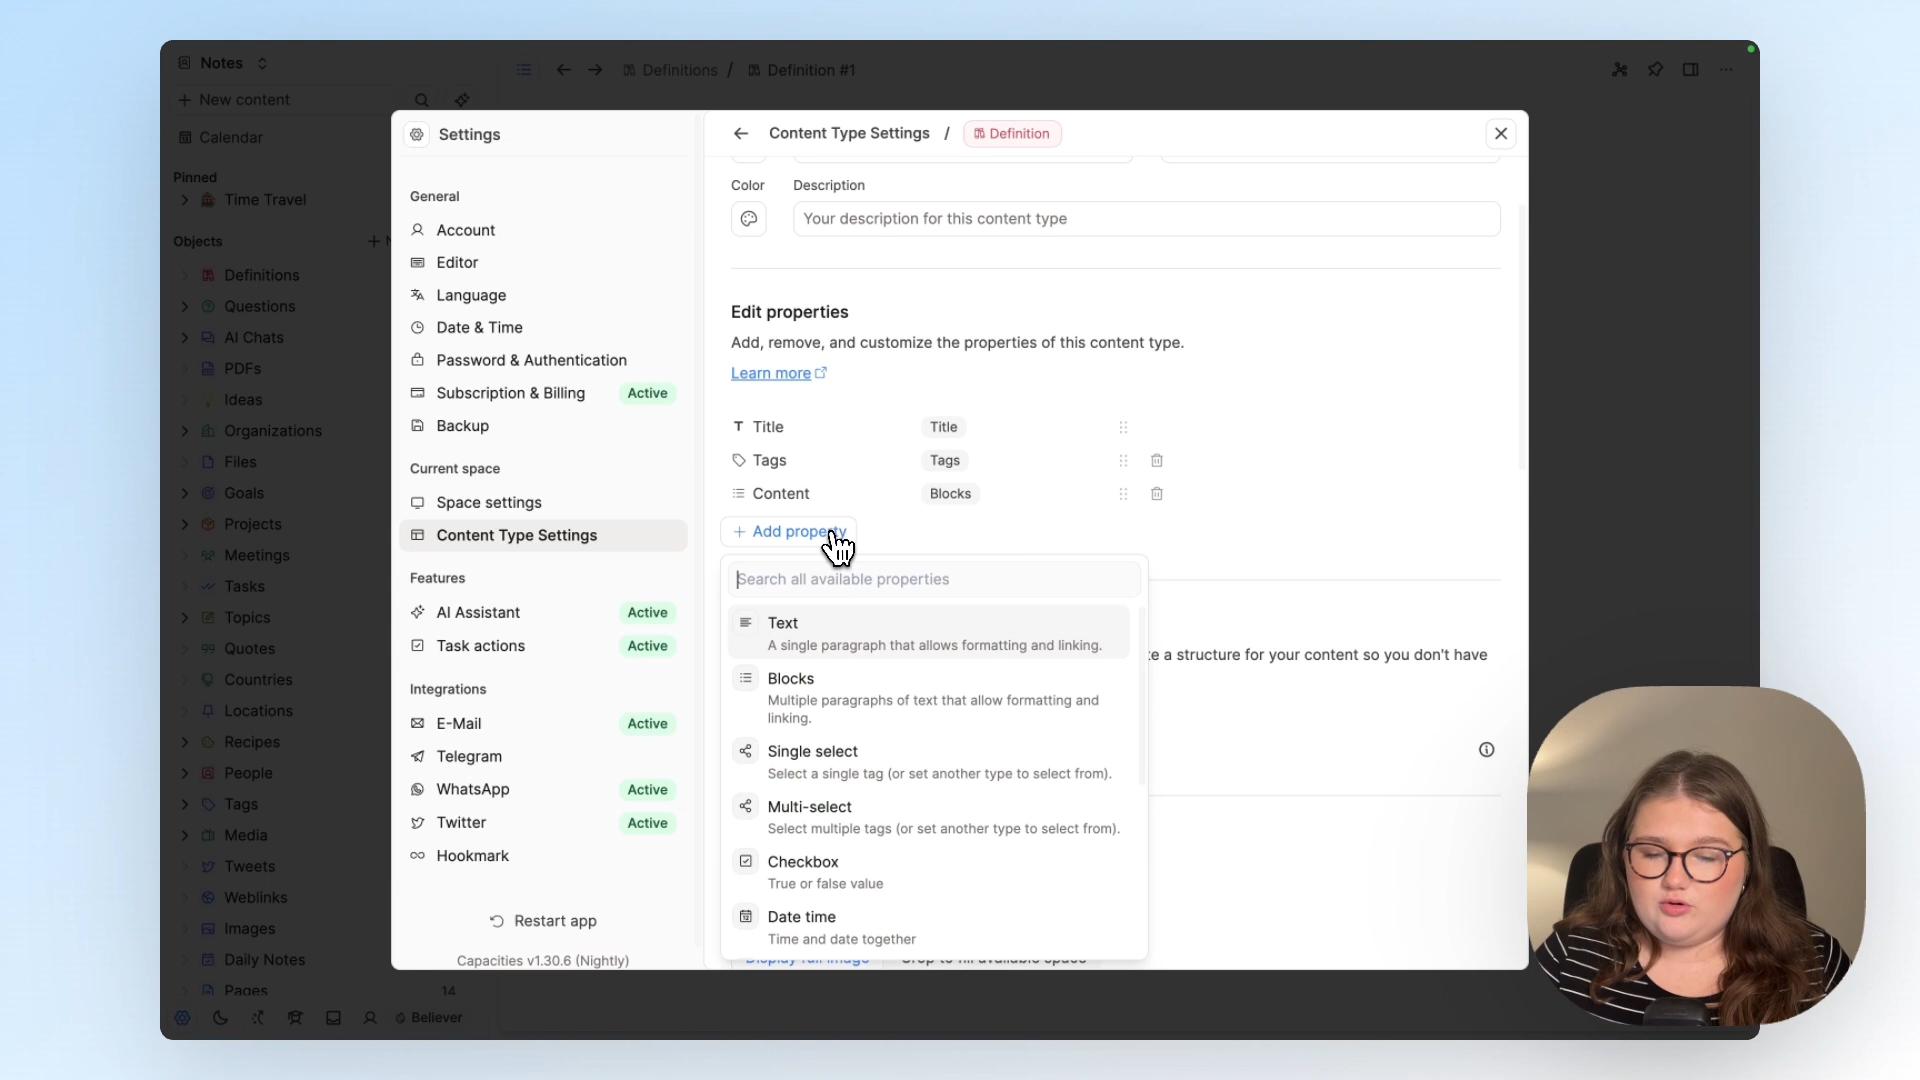 Notes
Definitions / Definition #1
New content
Calendar
Pinned
Time Travel
Objects
Definitions
Questions
AI Chats
PDFs
Ideas
Organizations
Files
Goals
Projects
Meetings
Tasks
Topics
Quotes
Countries
Locations
Recipes
People
Tags
Media
Tweets
Weblinks
Images
Daily Notes
Pages 14
Believer
Settings
General
Account
Editor
Language
Date & Time
Password & Authentication
Subscription & Billing Active
Backup
Current space
Space settings
Content Type Settings
Features
AI Assistant Active
Task actions Active
Integrations
E-Mail Active
Telegram
WhatsApp Active
Twitter Active
Hookmark
Restart app
Capacities v1.30.6 (Nightly)
Content Type Settings / Definition
Color Description
Your description for this content type
Edit properties
Add, remove, and customize the properties of this content type.
Learn more
Title Title
Tags Tags
Content Blocks
+ Add property
Search all available properties
Text
A single paragraph that allows formatting and linking.
Blocks
Multiple paragraphs of text that allow formatting and
linking.
Single select
Select a single tag (or set another type to select from).
Multi-select
Select multiple tags (or set another type to select from).
Checkbox
True or false value
Date time
Time and date together
a structure for your content so you don't have
Display full image Crop to fill available space